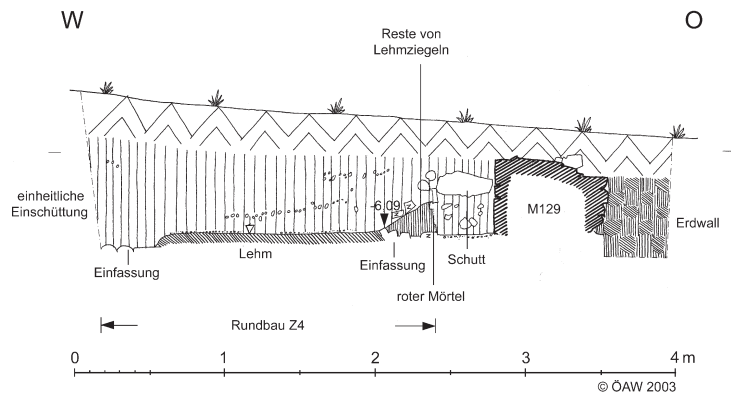 W
O
Reste von
Lehmziegeln
einheitliche
Einschüttung
-6,09
M129
Erdwall
Einfassung
Lehm
Einfassung
Schutt
roter Mörtel
Rundbau Z4
0 1 2 3 4 m
© ÖAW 2003